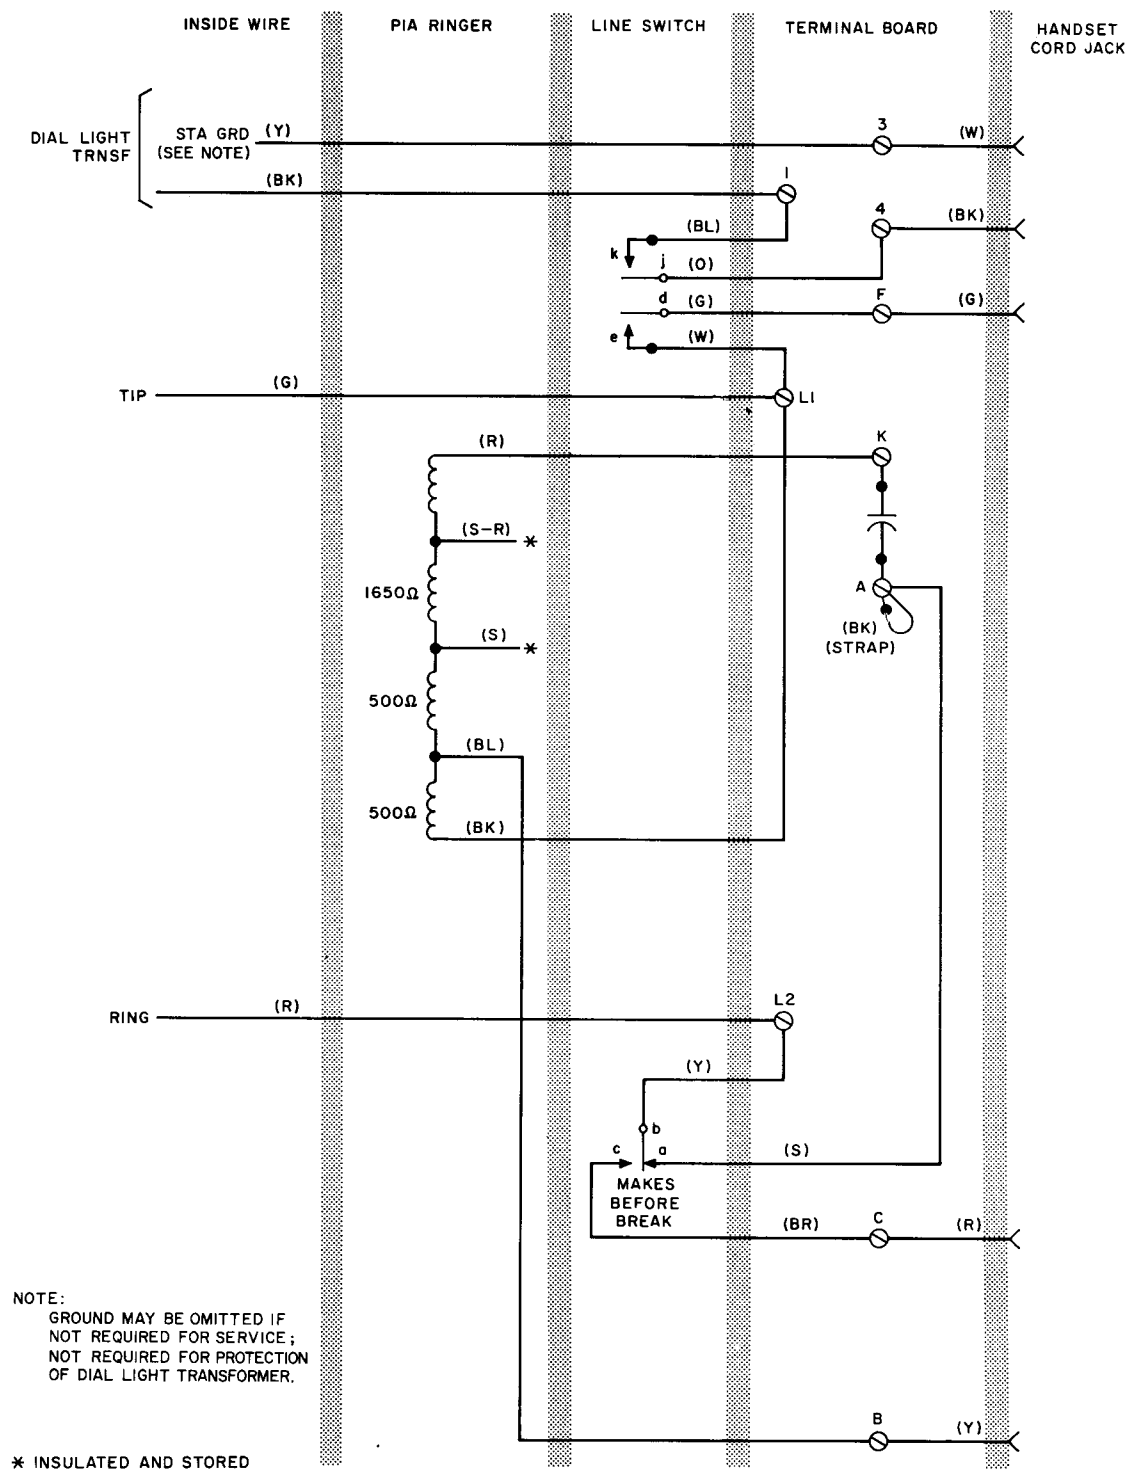 INSIDE WIRE
PIA RINGER
LINE SWITCH
TERMINAL BOARD
HANDSET
CORD JACK
DIAL LIGHT
TRNSF
STA GRD
(SEE NOTE)
(Y)
3
(W)
(BK)
1
4
(BK)
(BL)
k
j
(O)
d
(G)
F
(G)
e
(W)
TIP
(G)
L1
(R)
K
(S-R)
*
1650Ω
A
(BK)
(STRAP)
(S)
*
500Ω
(BL)
500Ω
(BK)
RING
(R)
L2
(Y)
b
c
a
(S)
MAKES
BEFORE
BREAK
(BR)
C
(R)
NOTE:
GROUND MAY BE OMITTED IF
NOT REQUIRED FOR SERVICE;
NOT REQUIRED FOR PROTECTION
OF DIAL LIGHT TRANSFORMER.
B
(Y)
* INSULATED AND STORED